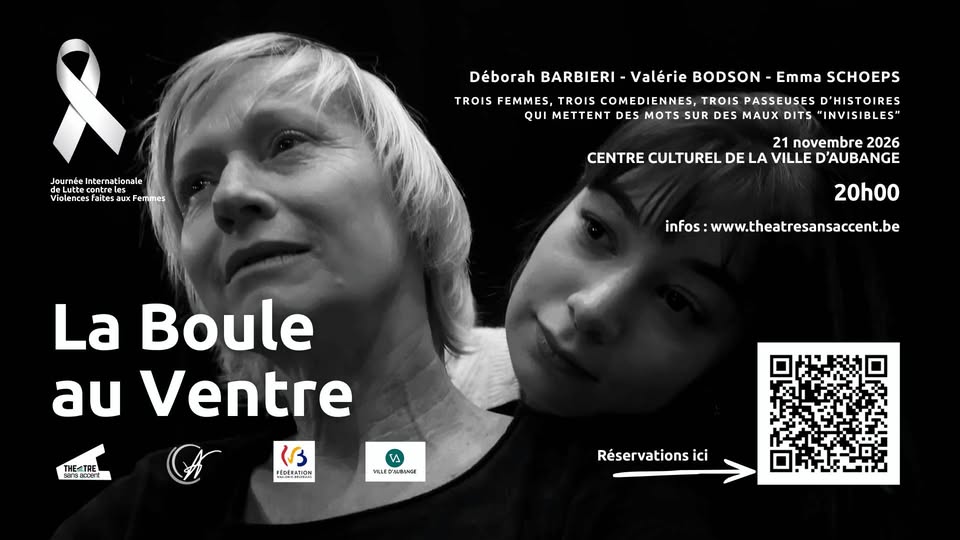 Déborah BARBIERI - Valérie BODSON - Emma SCHOEPS
TROIS FEMMES, TROIS COMEDIENNES, TROIS PASSEUSES D'HISTOIRES
QUI METTENT DES MOTS SUR DES MAUX DITS "INVISIBLES"
21 novembre 2026
CENTRE CULTUREL DE LA VILLE D'AUBANGE
20h00
infos : www.theatresansaccent.be
Journée Internationale
de Lutte contre les
Violences faites aux Femmes
La Boule
au Ventre
THEATRE
sans accent
FÉDÉRATION
WALLONIE-BRUXELLES
VILLE D'AUBANGE
Réservations ici